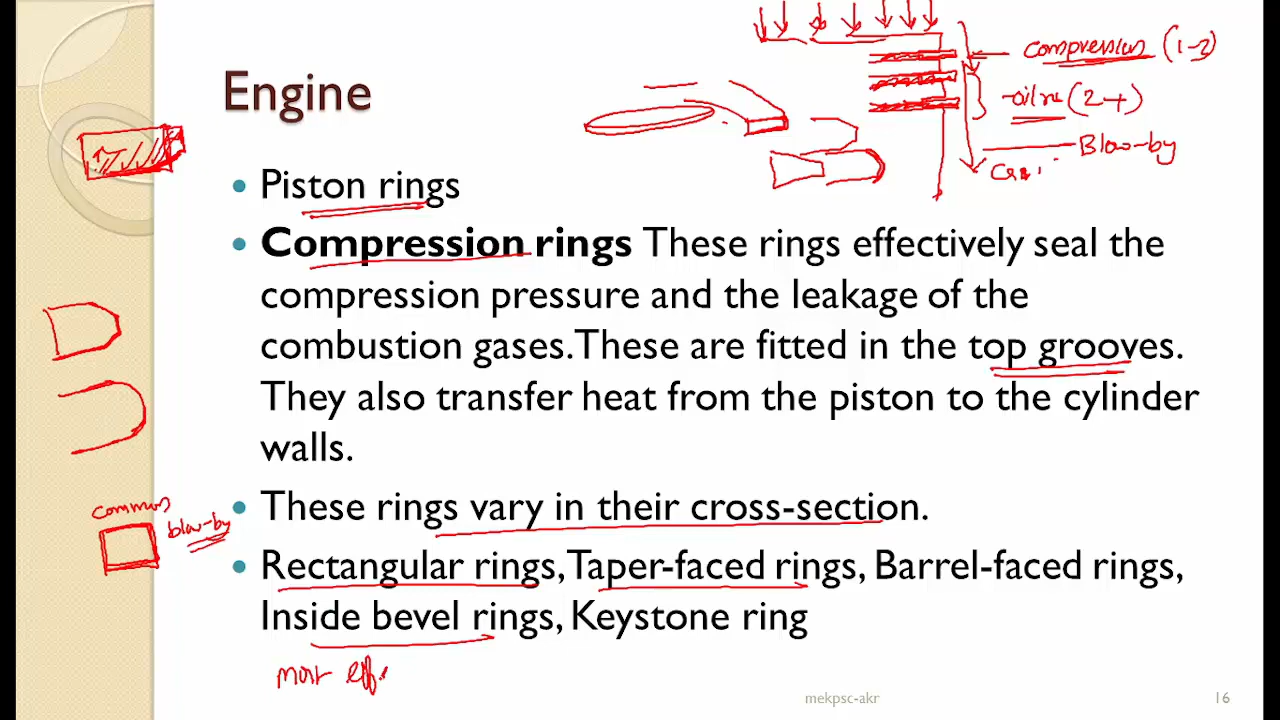 compression (1-2)
Engine
(2-4)
Blow-by
Piston rings
Compression rings These rings effectively seal the
compression pressure and the leakage of the
combustion gases. These are fitted in the top grooves.
They also transfer heat from the piston to the cylinder
walls.
common
These rings vary in their cross-section.
blow-by
Rectangular rings, Taper-faced rings, Barrel-faced rings,
Inside bevel rings, Keystone ring
most eff.
mekpsc-akr
16